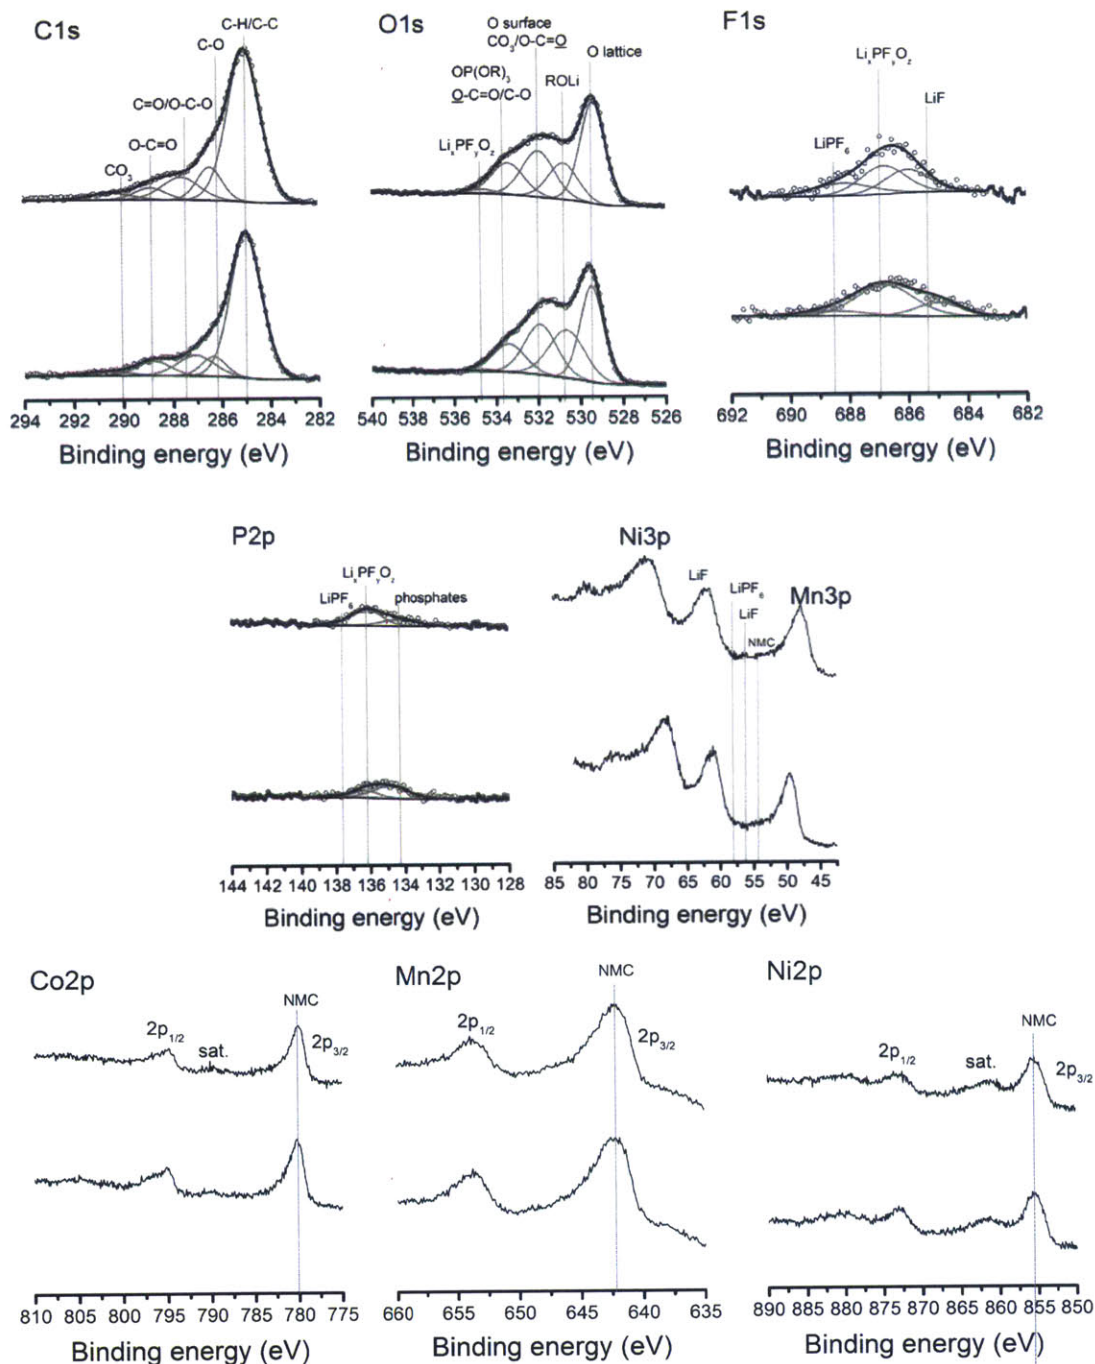 C1s
C-H/C-C
C-O
C=O/O-C-O
O-C=O
CO3
294 292 290 288 286 284 282
Binding energy (eV)
O1s
O surface
CO3/O-C=O
O lattice
OP(OR)3
O-C=O/C-O
ROLi
LixPFyOz
540 538 536 534 532 530 528 526
Binding energy (eV)
F1s
LixPFyOz
LiF
LiPF6
692 690 688 686 684 682
Binding energy (eV)
P2p
LixPFyOz
LiPF6
phosphates
144 142 140 138 136 134 132 130 128
Binding energy (eV)
Ni3p
LiF
LiPF6
LiF
NMC
Mn3p
85 80 75 70 65 60 55 50 45
Binding energy (eV)
Co2p
NMC
2p1/2
sat.
2p3/2
810 805 800 795 790 785 780 775
Binding energy (eV)
Mn2p
NMC
2p1/2
2p3/2
660 655 650 645 640 635
Binding energy (eV)
Ni2p
NMC
2p1/2
sat.
2p3/2
890 885 880 875 870 865 860 855 850
Binding energy (eV)